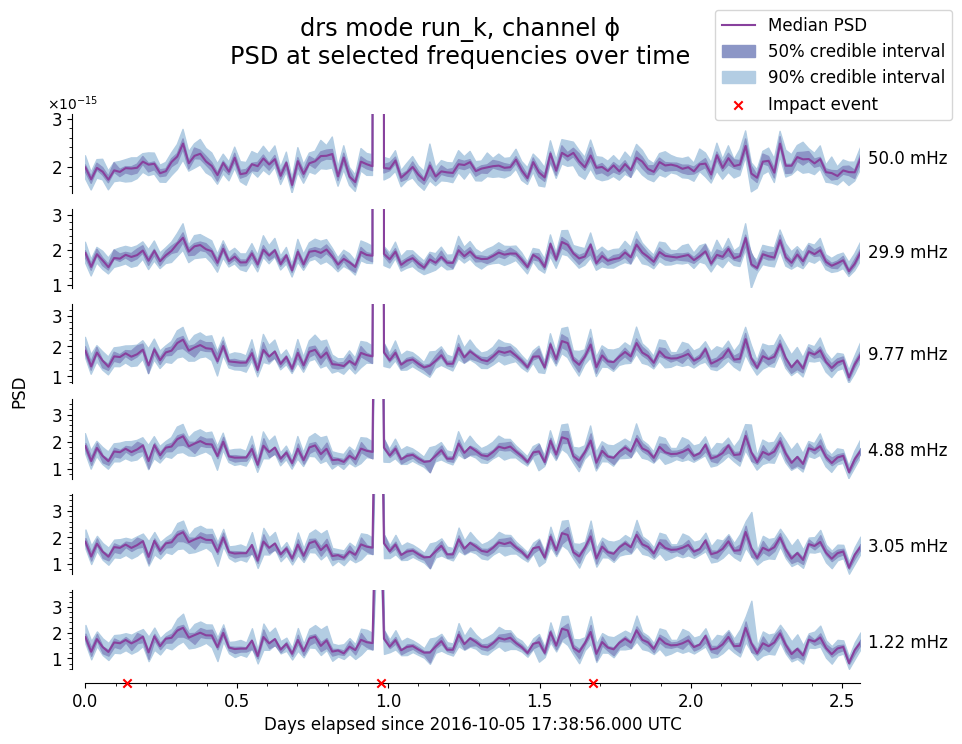 drs mode run_k, channel ϕ
PSD at selected frequencies over time
Median PSD
50% credible interval
90% credible interval
Impact event
×10⁻¹⁵
3
2
50.0 mHz
3
2
1
29.9 mHz
3
2
1
9.77 mHz
PSD
3
2
1
4.88 mHz
3
2
1
3.05 mHz
3
2
1
1.22 mHz
0.0 0.5 1.0 1.5 2.0 2.5
Days elapsed since 2016-10-05 17:38:56.000 UTC